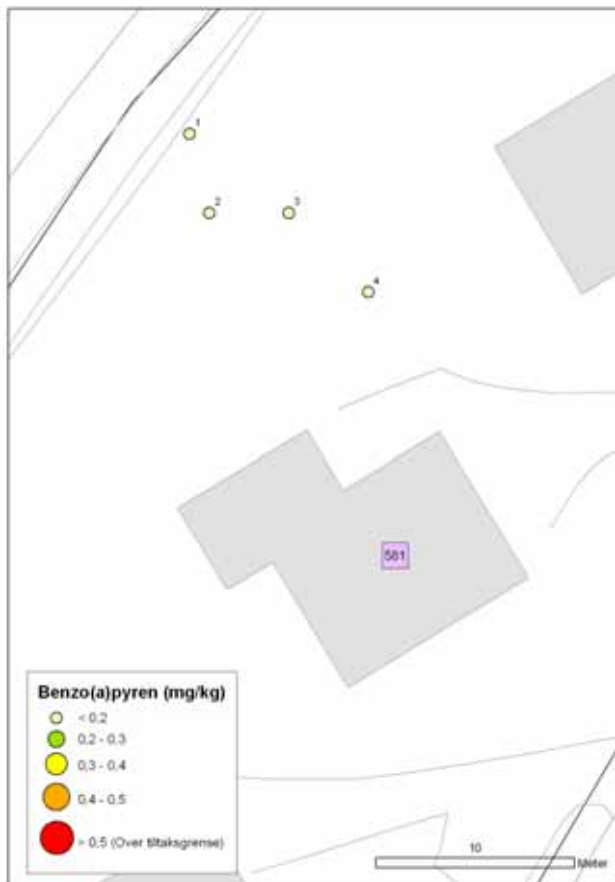 1
2
3
4
581
Benzo(a)pyren (mg/kg)
< 0,2
0,2 - 0,3
0,3 - 0,4
0,4 - 0,5
> 0,5 (Over tiltaksgrense)
10
Meter